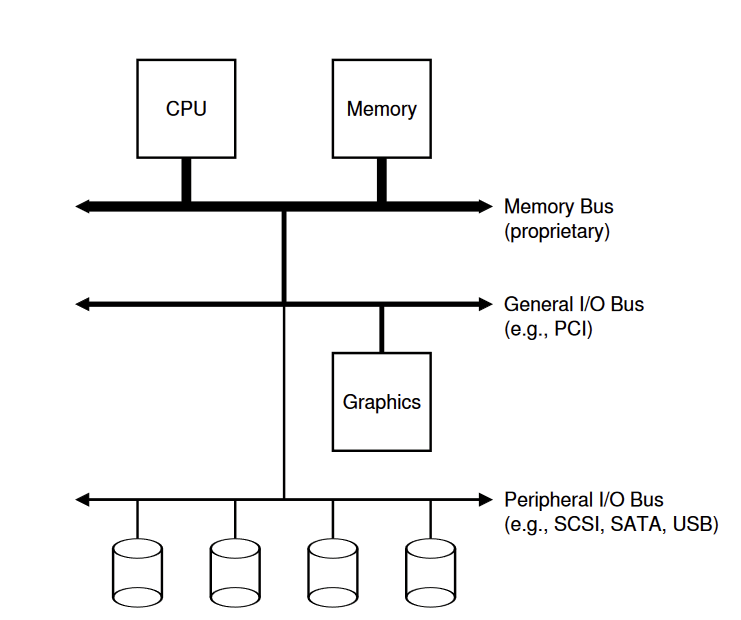 CPU
Memory
Memory Bus
(proprietary)
General I/O Bus
(e.g., PCI)
Graphics
Peripheral I/O Bus
(e.g., SCSI, SATA, USB)